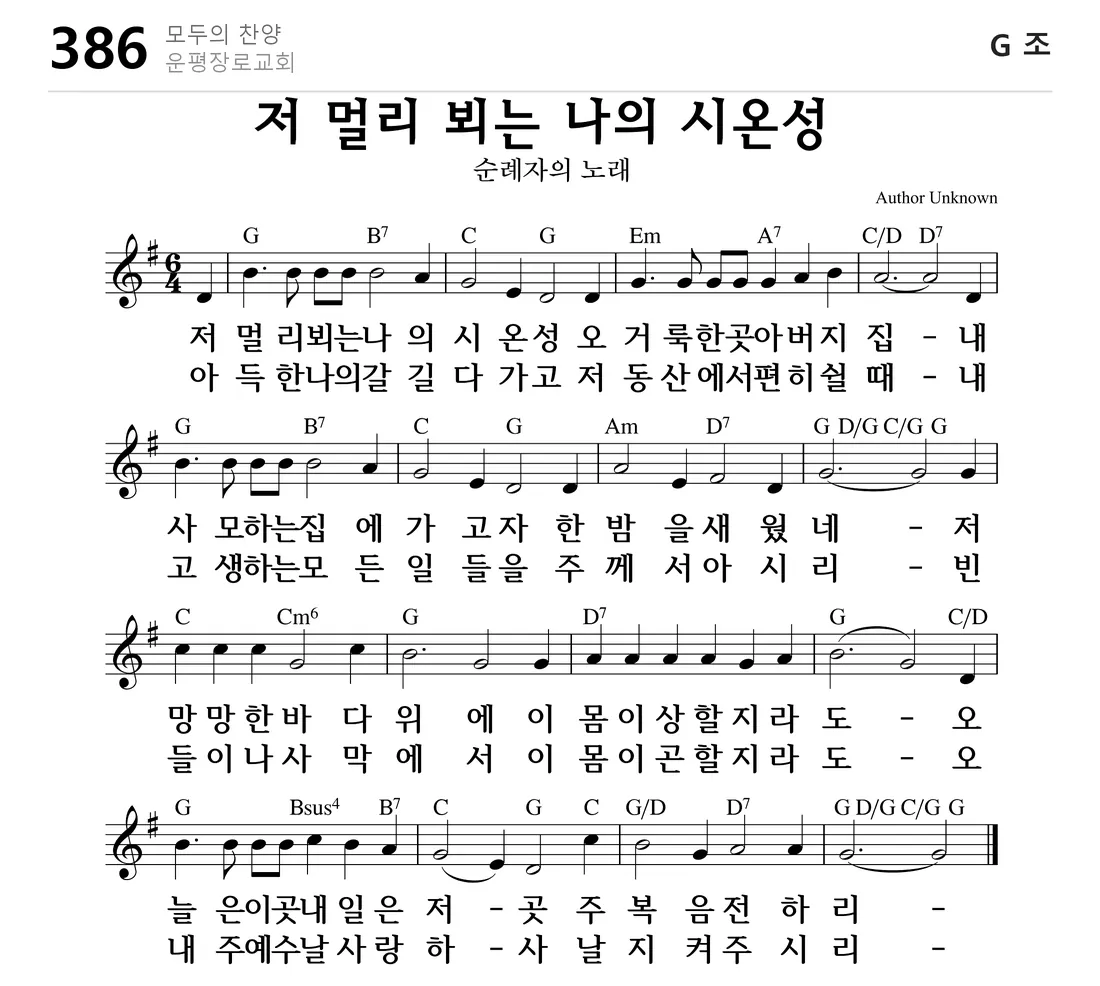 386 모두의 찬양
운평장로교회
G 조
저 멀리 뵈는 나의 시온성
순례자의 노래
Author Unknown
G B7 C G Em A7 C/D D7
6
4
저 멀 리뵈는나 의 시 온성 오 거 룩한곳아버지 집 - 내
아 득 한나의갈 길 다 가고 저 동산에서편히쉴 때 - 내
G B7 C G Am D7 G D/G C/G G
사 모하는집 에 가 고자 한 밤 을새 웠 네 - 저
고 생하는모 든 일 들을 주 께 서아 시 리 - 빈
C Cm6 G D7 G C/D
망망한바 다 위 에 이 몸이상할지라 도 - 오
들이나사 막 에 서 이 몸이곤할지라 도 - 오
G Bsus4 B7 C G C G/D D7 G D/G C/G G
늘 은이곳내 일 은 저 - 곳 주 복 음전 하 리 -
내 주예수날 사 랑 하 - 사 날 지 켜주 시 리 -